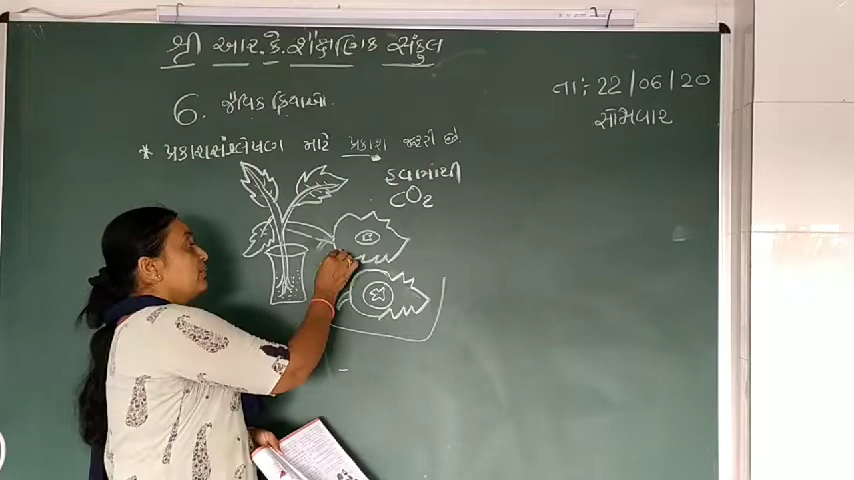 શ્રી આર.કે.શૈક્ષણિક સંકુલ
તા: 22/06/20
સોમવાર
6. જૈવિક ક્રિયાઓ
* પ્રકાશસંશ્લેષણ માટે પ્રકાશ જરૂરી છે.
હવામાંથી
CO2